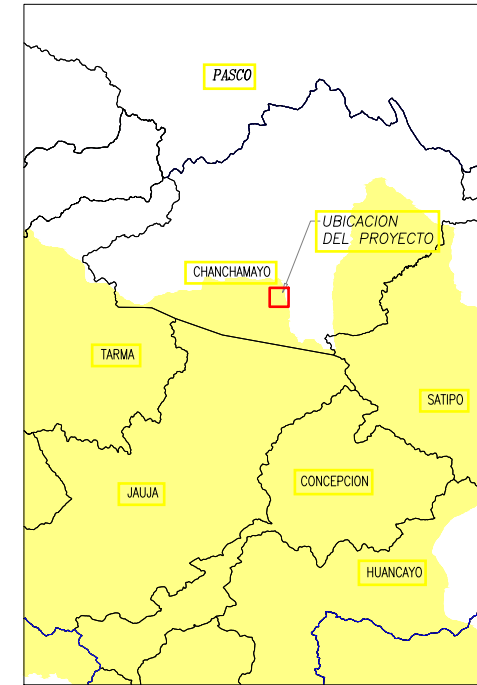 PASCO
UBICACION
DEL PROYECTO
CHANCHAMAYO
TARMA
SATIPO
JAUJA
CONCEPCION
HUANCAYO